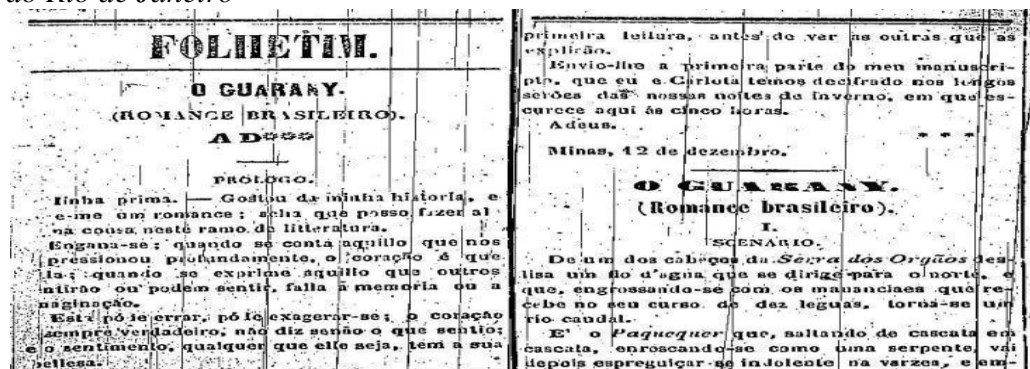 do Rio de Janeiro
FOLHETIM.
O GUARANY.
(ROMANCE BRASILEIRO).
A D***
PROLOGO.
inha prima. — Gostou da minha historia, e
e-me um romance; acha que posso fazer al
na cousa neste ramo de litteratura.
Engana-se; quando se conta aquillo que nos
pressionou profundamente, o coração é que
la; quando se exprime aquillo que outros
ntirão ou podem sentir, falla a memoria ou a
naginação.
Esta póde errar, póde exagerar-se; o coração
sempre verdadeiro, não diz senão o que sentio;
e o sentimento, qualquer que elle seja, tem a sua
belleza.
primeira leitura, antes de ver as outras que as
explicão.
Envio-lhe a primeira parte do meu manuscri-
pto, que eu e Carlota temos decifrado nos longos
serões das nossas noites de inverno, em que es-
curece aqui ás cinco horas.
Adeus.
* * *
Minas, 12 de dezembro.
O GUARANY.
(Romance brasileiro).
I.
SCENARIO.
De um dos cabeços da Serra dos Orgãos des-
lisa um fio d'agua que se dirige para o norte, e
que, engrossando-se com os mananciaes que re-
cebe no seu curso de dez leguas, torna-se um
rio caudal.
E' o Paquequer que, saltando de cascata em
cascata, enroscando-se como uma serpente, vai
depois espreguiçar-se indolente na varzea, e em-